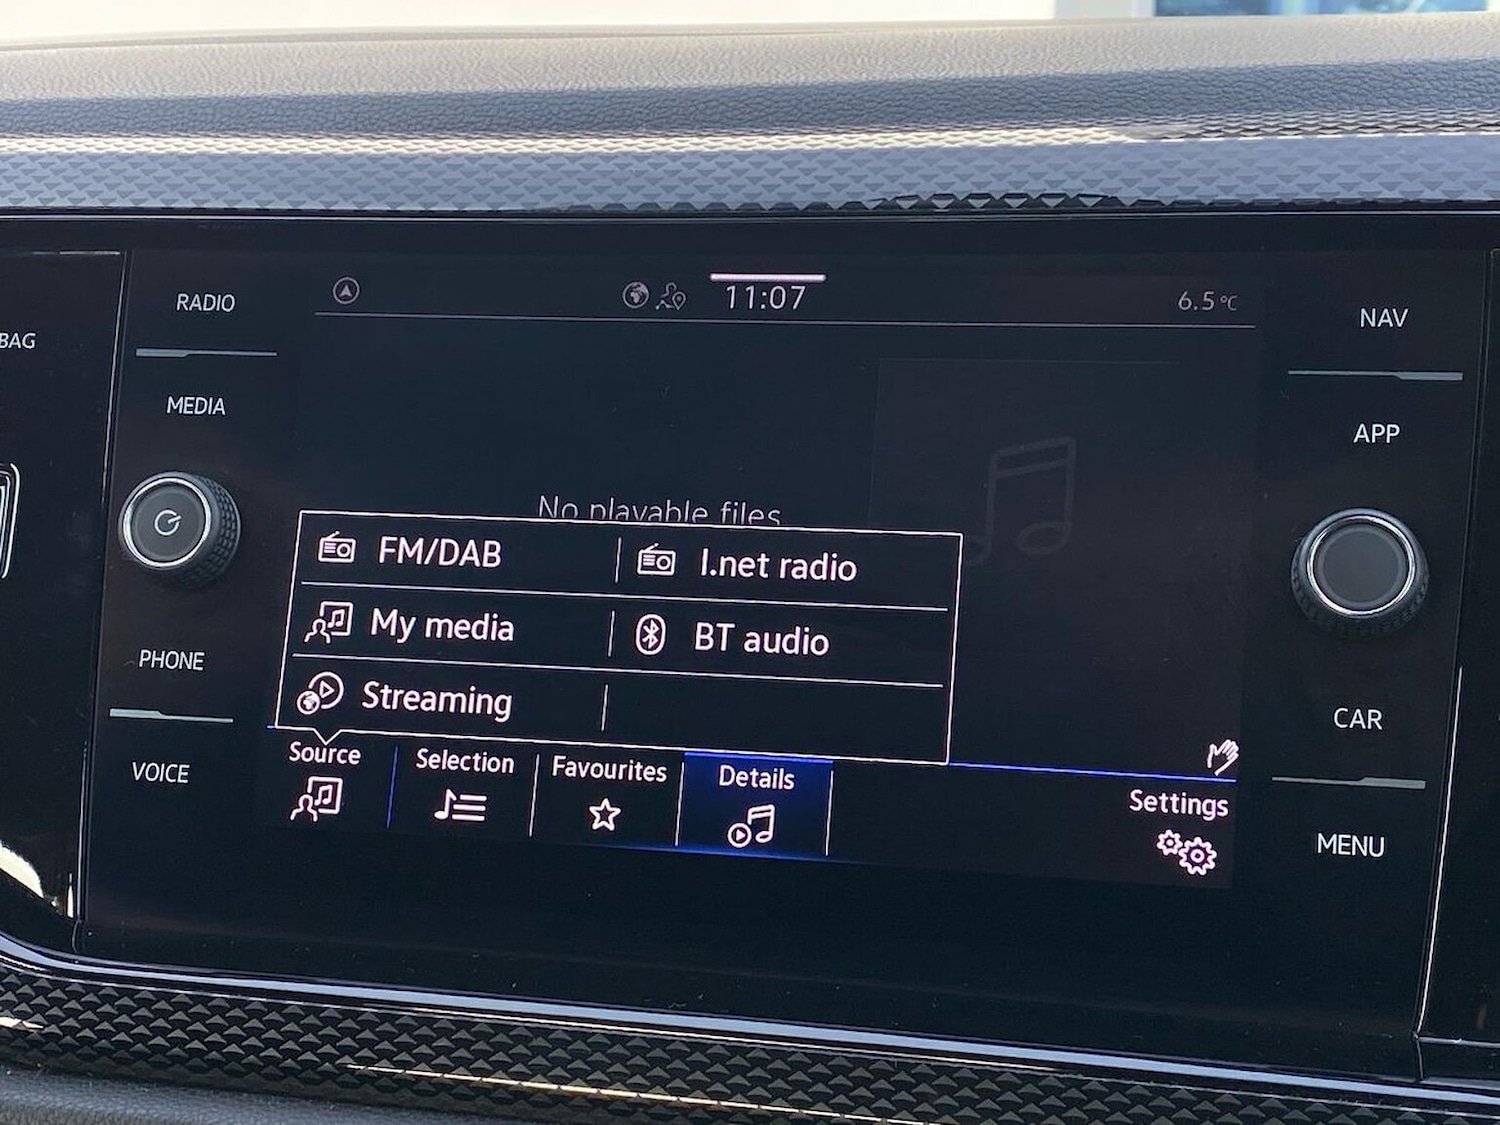 RADIO
MEDIA
PHONE
VOICE
BAG
11:07
6.5°C
No playable files
FM/DAB
I.net radio
My media
BT audio
Streaming
Source
Selection
Favourites
Details
Settings
NAV
APP
CAR
MENU